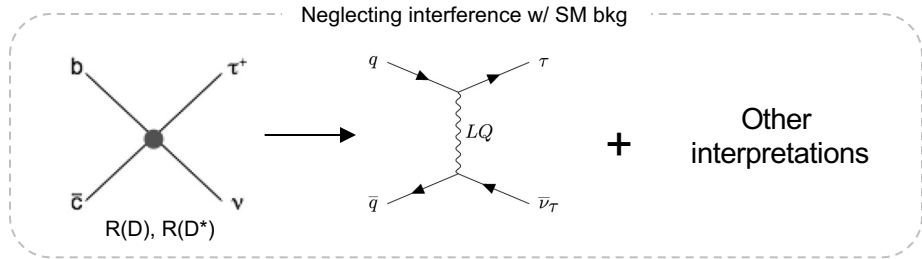 Neglecting interference w/ SM bkg
b
τ⁺
c̅
ν
R(D), R(D*)
q
τ
LQ
q̅
ν̅τ
+
Other
interpretations